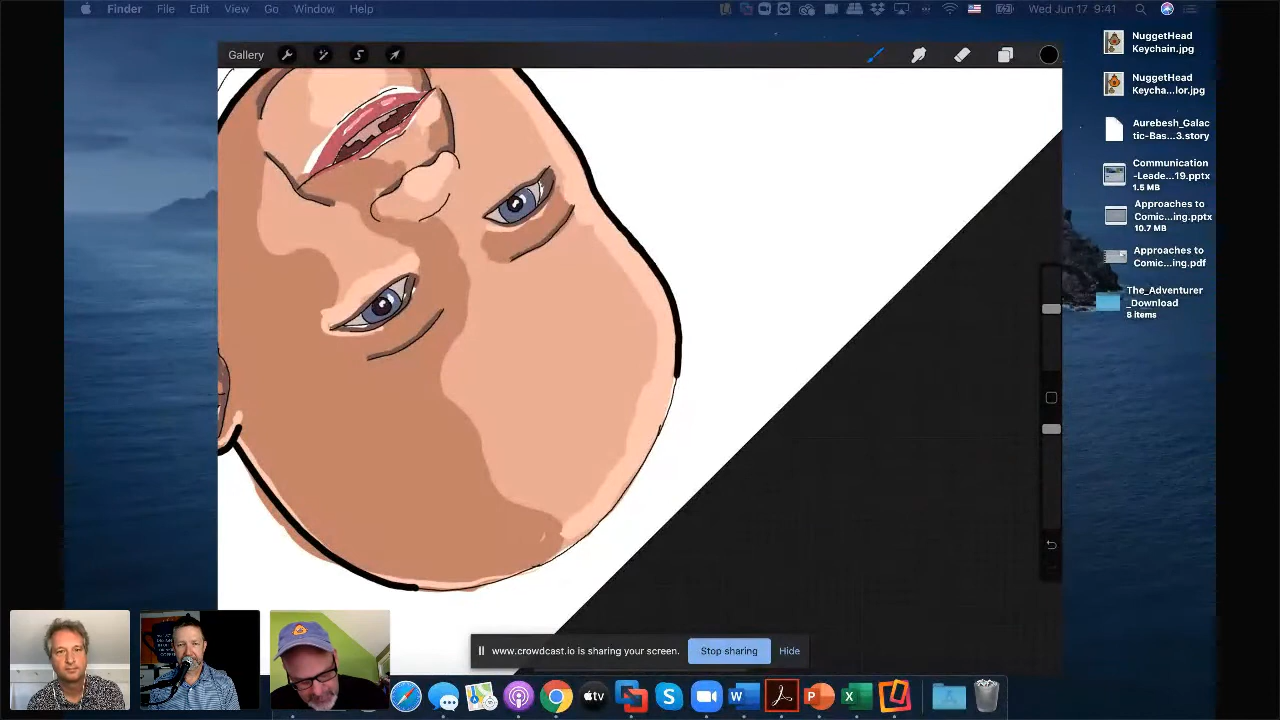 Finder File Edit View Go Window Help
Wed Jun 17 9:41
Gallery
NuggetHead
Keychain.jpg
NuggetHead
Keycha...lor.jpg
Aurebesh_Galac
tic-Bas...3.story
Communication
-Leade...19.pptx
1.5 MB
Approaches to
Comic...ing.pptx
10.7 MB
Approaches to
Comic...ing.pdf
The_Adventurer
_Download
8 items
www.crowdcast.io is sharing your screen. Stop sharing Hide
tv